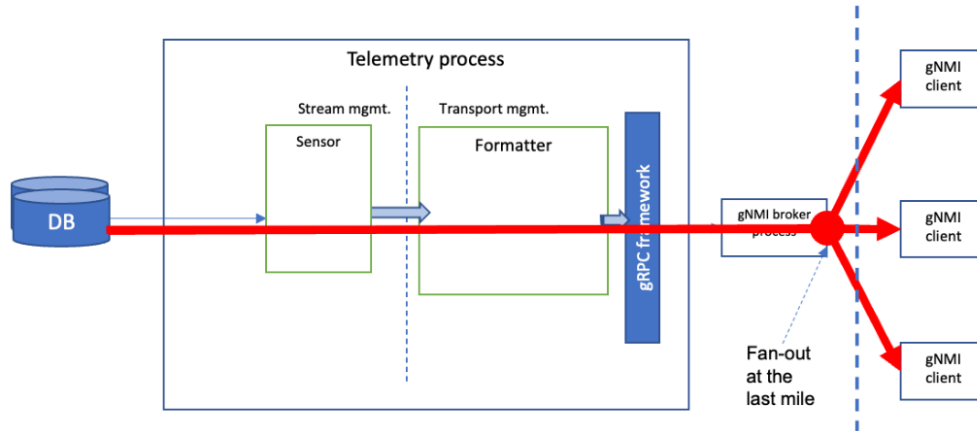 Telemetry process
Stream mgmt.
Transport mgmt.
Sensor
Formatter
gRPC framework
DB
gNMI broker
process
gNMI
client
gNMI
client
gNMI
client
Fan-out
at the
last mile